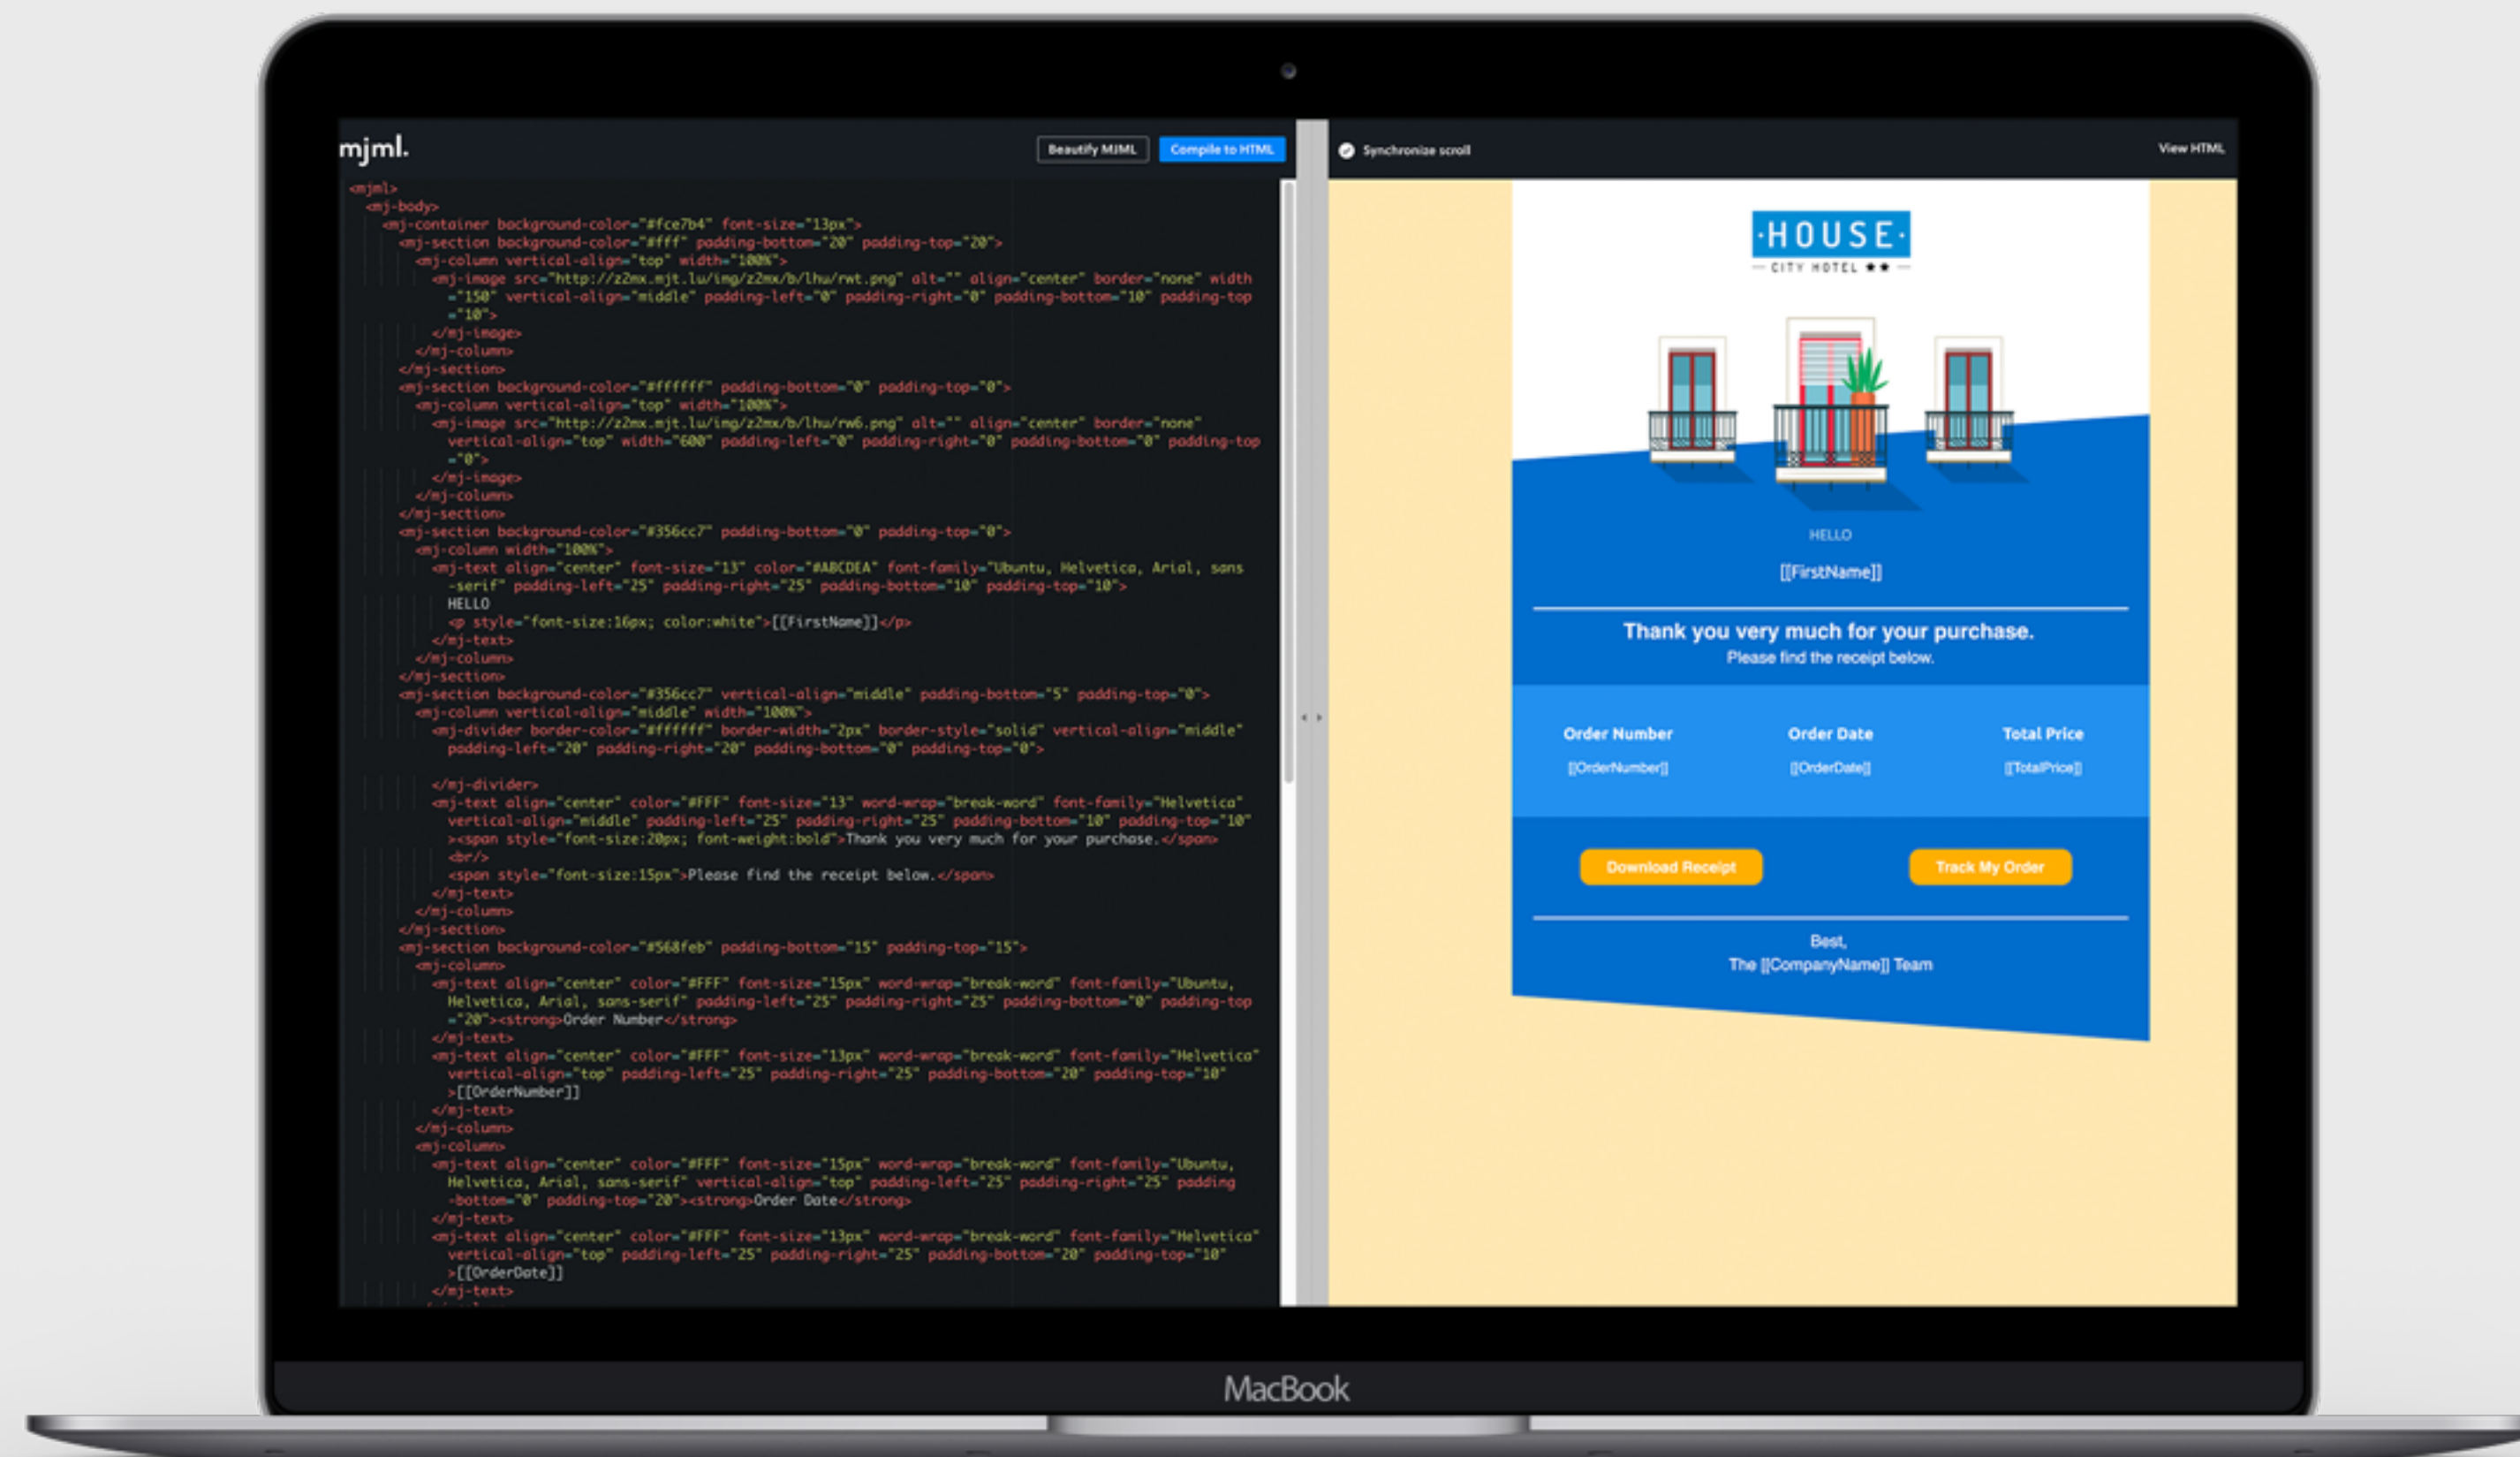 mjml.
Beautify MJML
Compile to HTML
<mjml>
<mj-body>
<mj-container background-color="#fce7b4" font-size="13px">
<mj-section background-color="#fff" padding-bottom="20" padding-top="20">
<mj-column vertical-align="top" width="100%">
<mj-image src="http://z2mx.mjt.lu/img/z2mx/b/lhu/rwt.png" alt="" align="center" border="none" width
="150" vertical-align="middle" padding-left="0" padding-right="0" padding-bottom="10" padding-top
="10">
</mj-image>
</mj-column>
</mj-section>
<mj-section background-color="#ffffff" padding-bottom="0" padding-top="0">
<mj-column vertical-align="top" width="100%">
<mj-image src="http://z2mx.mjt.lu/img/z2mx/b/lhu/rw6.png" alt="" align="center" border="none"
vertical-align="top" width="600" padding-left="0" padding-right="0" padding-bottom="0" padding-top
="0">
</mj-image>
</mj-column>
</mj-section>
<mj-section background-color="#356cc7" padding-bottom="0" padding-top="0">
<mj-column width="100%">
<mj-text align="center" font-size="13" color="#ABCDEA" font-family="Ubuntu, Helvetica, Arial, sans
-serif" padding-left="25" padding-right="25" padding-bottom="10" padding-top="10">
HELLO
<p style="font-size:16px; color:white">[[FirstName]]</p>
</mj-text>
</mj-column>
</mj-section>
<mj-section background-color="#356cc7" vertical-align="middle" padding-bottom="5" padding-top="0">
<mj-column vertical-align="middle" width="100%">
<mj-divider border-color="#ffffff" border-width="2px" border-style="solid" vertical-align="middle"
padding-left="20" padding-right="20" padding-bottom="0" padding-top="0">
</mj-divider>
<mj-text align="center" color="#FFF" font-size="13" word-wrap="break-word" font-family="Helvetica"
vertical-align="middle" padding-left="25" padding-right="25" padding-bottom="10" padding-top="10"
><span style="font-size:20px; font-weight:bold">Thank you very much for your purchase.</span>
<br/>
<span style="font-size:15px">Please find the receipt below.</span>
</mj-text>
</mj-column>
</mj-section>
<mj-section background-color="#568feb" padding-bottom="15" padding-top="15">
<mj-column>
<mj-text align="center" color="#FFF" font-size="15px" word-wrap="break-word" font-family="Ubuntu,
Helvetica, Arial, sans-serif" padding-left="25" padding-right="25" padding-bottom="0" padding-top
="20"><strong>Order Number</strong>
</mj-text>
<mj-text align="center" color="#FFF" font-size="13px" word-wrap="break-word" font-family="Helvetica"
vertical-align="top" padding-left="25" padding-right="25" padding-bottom="20" padding-top="10"
>[[OrderNumber]]
</mj-text>
</mj-column>
<mj-column>
<mj-text align="center" color="#FFF" font-size="15px" word-wrap="break-word" font-family="Ubuntu,
Helvetica, Arial, sans-serif" vertical-align="top" padding-left="25" padding-right="25" padding
-bottom="0" padding-top="20"><strong>Order Date</strong>
</mj-text>
<mj-text align="center" color="#FFF" font-size="13px" word-wrap="break-word" font-family="Helvetica"
vertical-align="top" padding-left="25" padding-right="25" padding-bottom="20" padding-top="10"
>[[OrderDate]]
</mj-text>
Synchronize scroll
View HTML
·HOUSE·
CITY HOTEL ★★
HELLO
[[FirstName]]
Thank you very much for your purchase.
Please find the receipt below.
Order Number Order Date Total Price
[[OrderNumber]] [[OrderDate]] [[TotalPrice]]
Download Receipt Track My Order
Best,
The [[CompanyName]] Team
MacBook